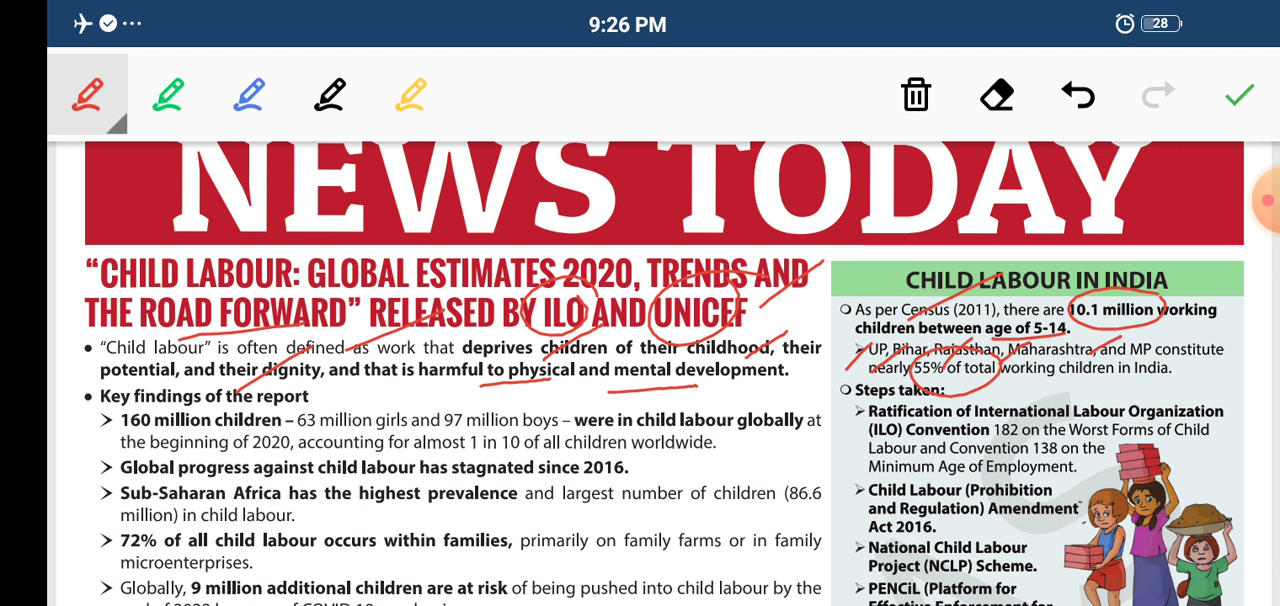 9:26 PM
28
NEWS TODAY
“CHILD LABOUR: GLOBAL ESTIMATES 2020, TRENDS AND
THE ROAD FORWARD” RELEASED BY ILO AND UNICEF
• “Child labour” is often defined as work that deprives children of their childhood, their
potential, and their dignity, and that is harmful to physical and mental development.
• Key findings of the report
➢ 160 million children – 63 million girls and 97 million boys – were in child labour globally at
the beginning of 2020, accounting for almost 1 in 10 of all children worldwide.
➢ Global progress against child labour has stagnated since 2016.
➢ Sub-Saharan Africa has the highest prevalence and largest number of children (86.6
million) in child labour.
➢ 72% of all child labour occurs within families, primarily on family farms or in family
microenterprises.
➢ Globally, 9 million additional children are at risk of being pushed into child labour by the
CHILD LABOUR IN INDIA
As per Census (2011), there are 10.1 million working
children between age of 5-14.
➢ UP, Bihar, Rajasthan, Maharashtra, and MP constitute
nearly 55% of total working children in India.
Steps taken:
➢ Ratification of International Labour Organization
(ILO) Convention 182 on the Worst Forms of Child
Labour and Convention 138 on the
Minimum Age of Employment.
➢ Child Labour (Prohibition
and Regulation) Amendment
Act 2016.
➢ National Child Labour
Project (NCLP) Scheme.
➢ PENCiL (Platform for